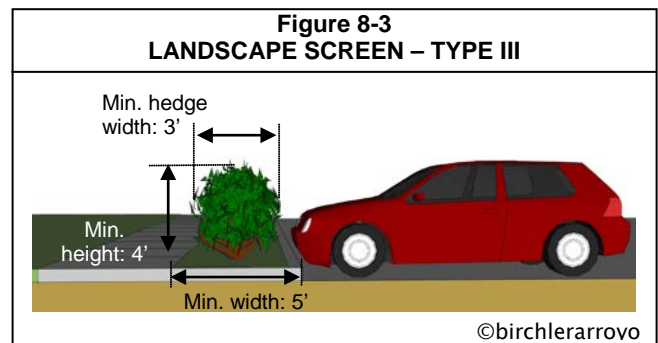 Figure 8-3
LANDSCAPE SCREEN – TYPE III
Min. hedge
width: 3’
Min.
height: 4’
Min. width: 5’
©birchlerarroyo